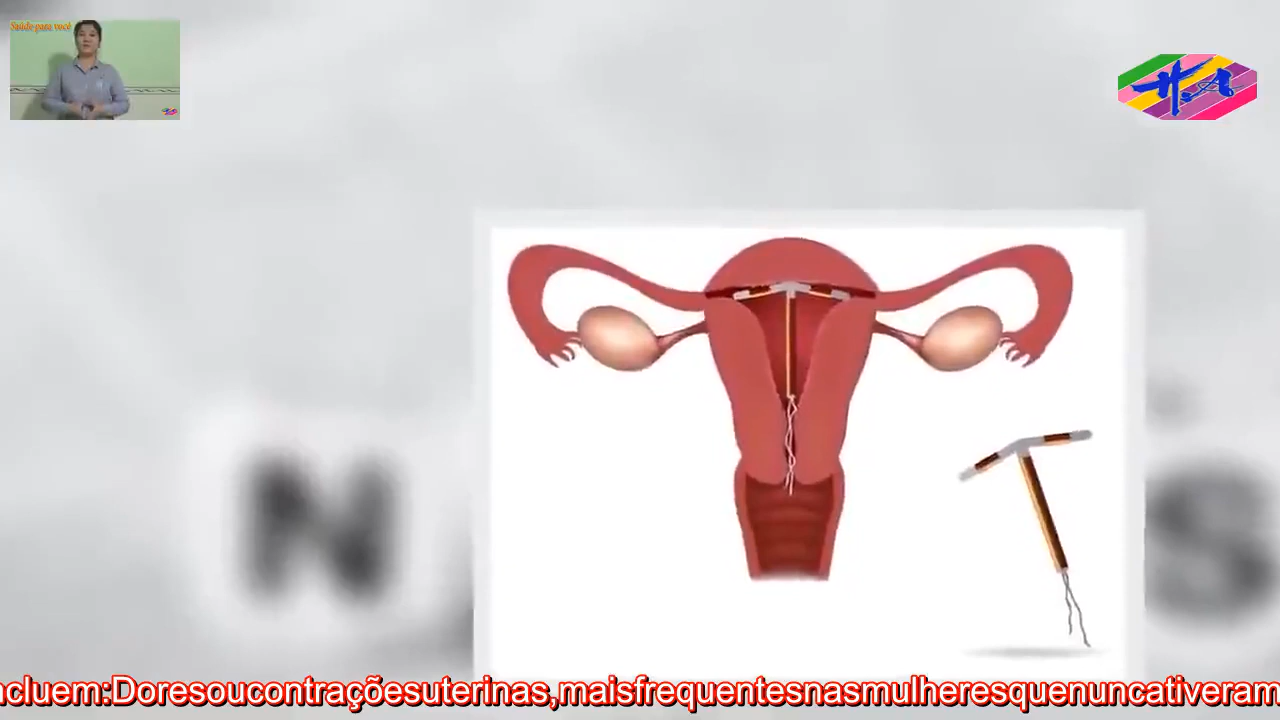 Saúde para você
H.A
N
S
ncluem:Doresoucontraçõesuterinas,maisfrequentesnasmulheresquenuncativeram